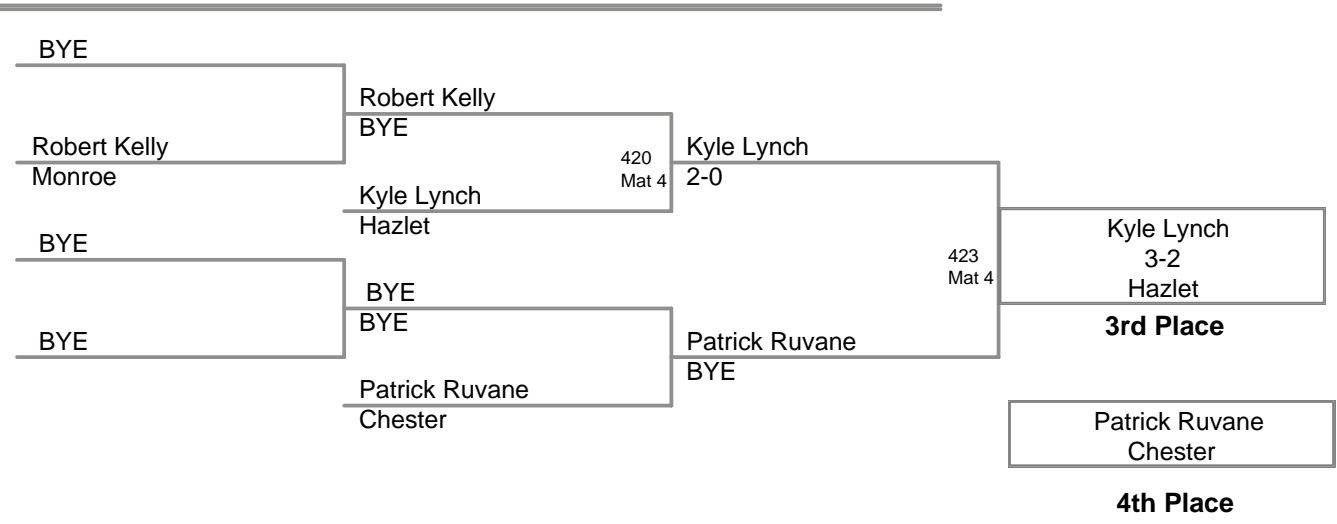 BYE
Robert Kelly
BYE
Robert Kelly
Monroe
420
Mat 4
Kyle Lynch
2-0
Kyle Lynch
Hazlet
BYE
423
Mat 4
Kyle Lynch
3-2
Hazlet
3rd Place
BYE
BYE
BYE
Patrick Ruvane
BYE
Patrick Ruvane
Chester
Patrick Ruvane
Chester
4th Place